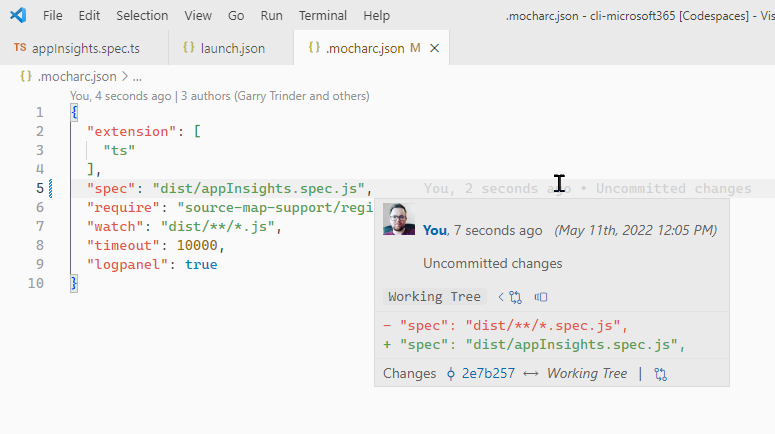 File Edit Selection View Go Run Terminal Help .mocharc.json - cli-microsoft365 [Codespaces] - Vis
TS appInsights.spec.ts {} launch.json {} .mocharc.json M ×
{} .mocharc.json > ...
You, 4 seconds ago | 3 authors (Garry Trinder and others)
1 {
2 "extension": [
3 "ts"
4 ],
5 "spec": "dist/appInsights.spec.js", You, 2 seconds ago • Uncommitted changes
6 "require": "source-map-support/regi
7 "watch": "dist/**/*.js",
8 "timeout": 10000,
9 "logpanel": true
10 }
You, 7 seconds ago (May 11th, 2022 12:05 PM)
Uncommitted changes
Working Tree
- "spec": "dist/**/*.spec.js",
+ "spec": "dist/appInsights.spec.js",
Changes 2e7b257 ↔ Working Tree |